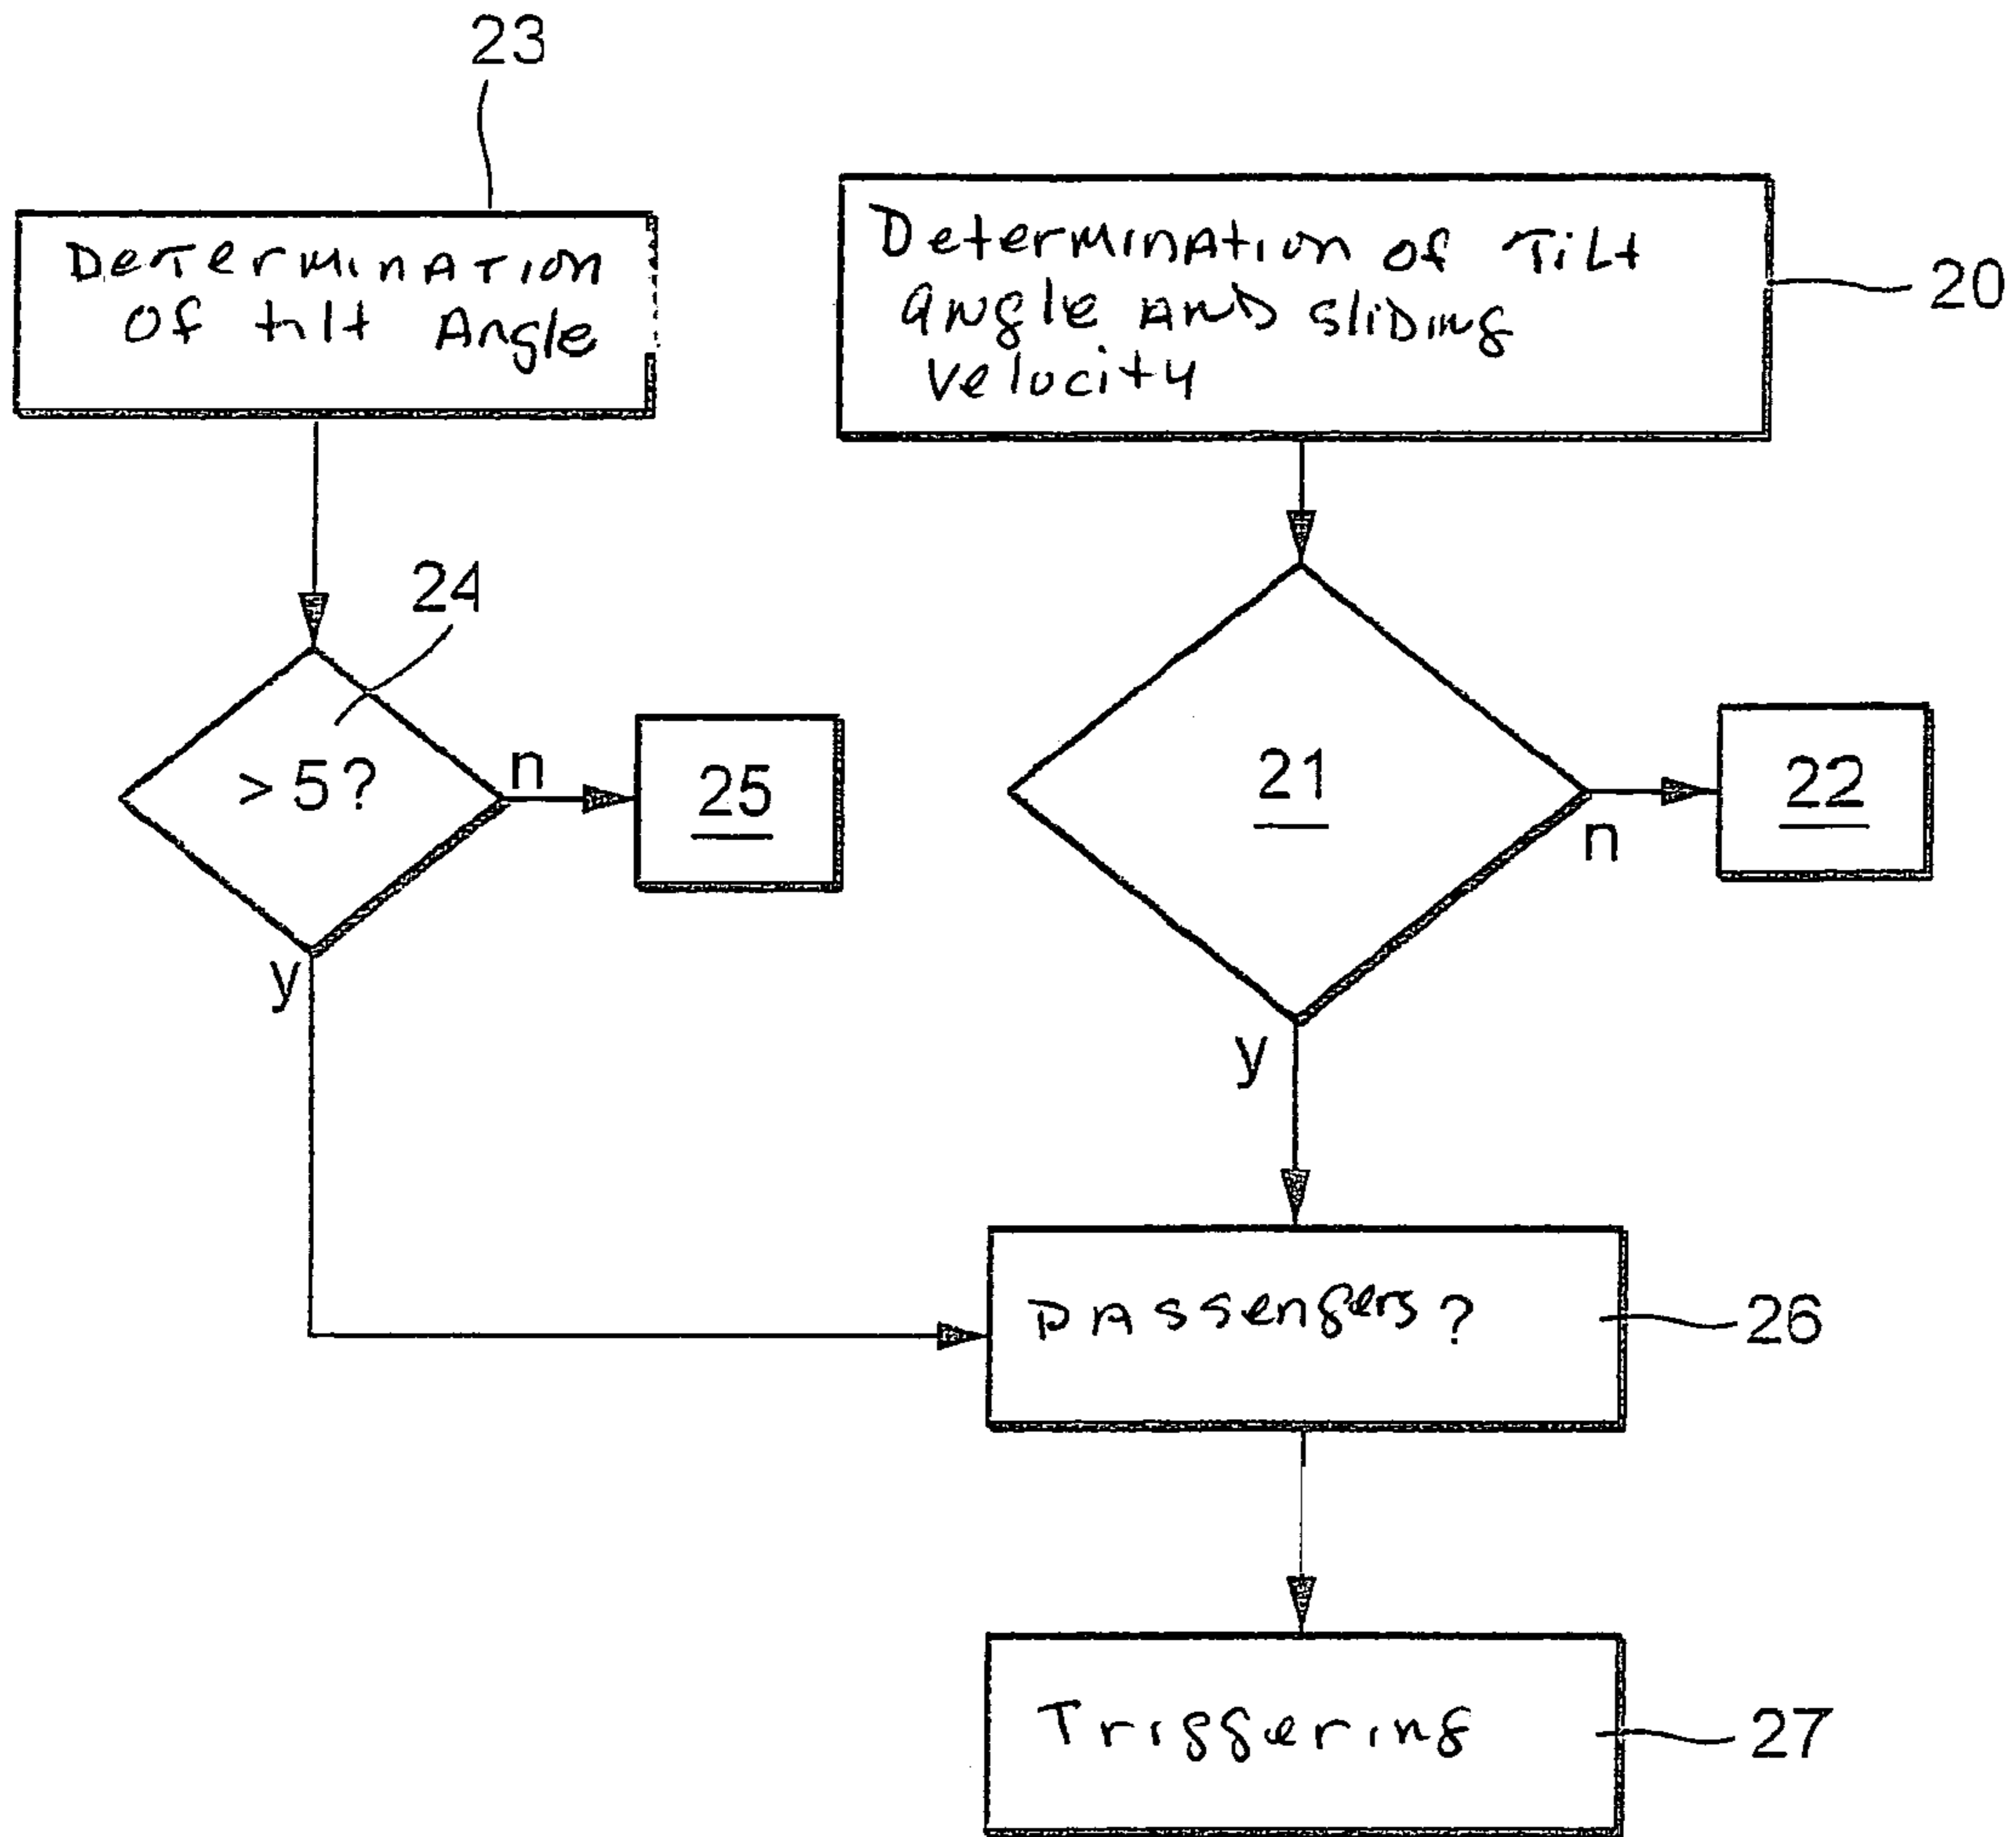 23
Determination
of tilt Angle
Determination of Tilt
angle and sliding
velocity
20
24
> 5 ?
n
25
y
21
n
22
y
Passengers ?
26
Triggering
27